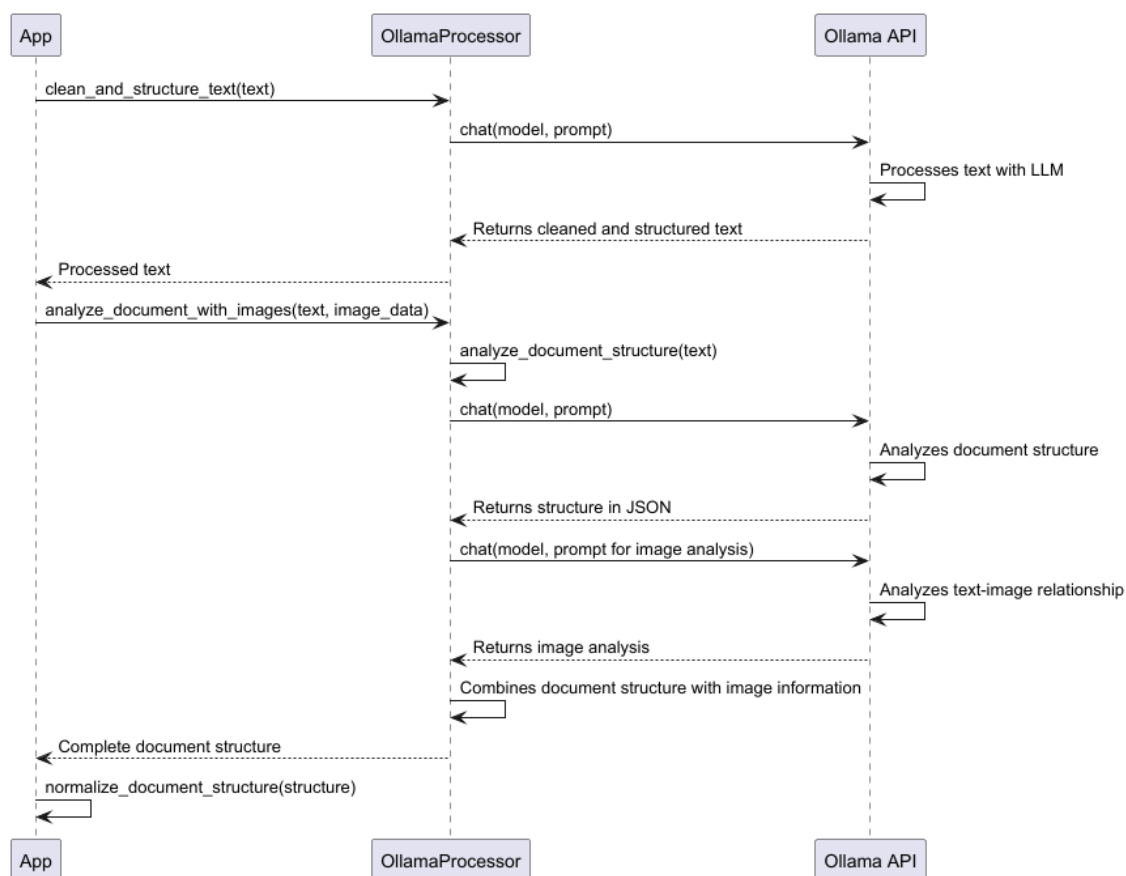 App OllamaProcessor Ollama API
clean_and_structure_text(text)
chat(model, prompt)
Processes text with LLM
Returns cleaned and structured text
Processed text
analyze_document_with_images(text, image_data)
analyze_document_structure(text)
chat(model, prompt)
Analyzes document structure
Returns structure in JSON
chat(model, prompt for image analysis)
Analyzes text-image relationship
Returns image analysis
Combines document structure with image information
Complete document structure
normalize_document_structure(structure)
App OllamaProcessor Ollama API